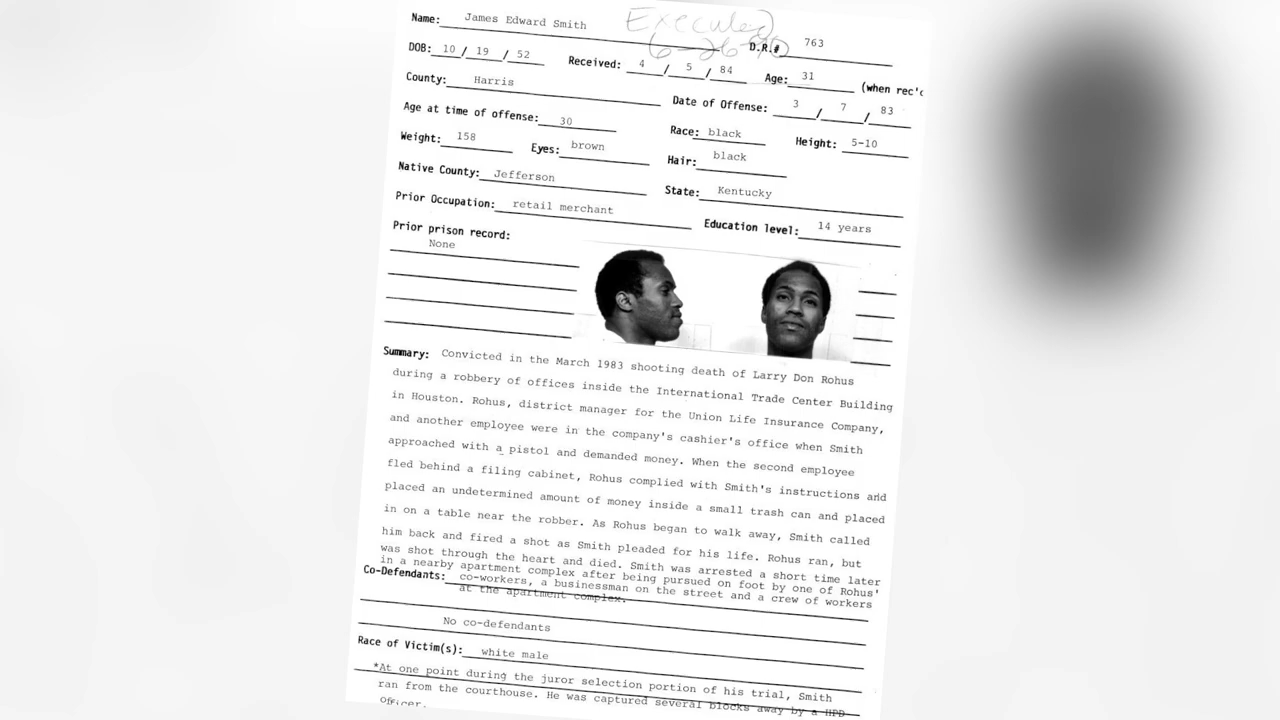 Name: James Edward Smith Executed D.R.# 763
6-26-90
DOB: 10 / 19 / 52 Received: 4 / 5 / 84 Age: 31 (when rec'd
County: Harris Date of Offense: 3 / 7 / 83
Age at time of offense: 30 Race: black Height: 5-10
Weight: 158 Eyes: brown Hair: black
Native County: Jefferson State: Kentucky
Prior Occupation: retail merchant Education level: 14 years
Prior prison record:
None
Summary: Convicted in the March 1983 shooting death of Larry Don Rohus
during a robbery of offices inside the International Trade Center Building
in Houston. Rohus, district manager for the Union Life Insurance Company,
and another employee were in the company's cashier's office when Smith
approached with a pistol and demanded money. When the second employee
fled behind a filing cabinet, Rohus complied with Smith's instructions and
placed an undetermined amount of money inside a small trash can and placed
in on a table near the robber. As Rohus began to walk away, Smith called
him back and fired a shot as Smith pleaded for his life. Rohus ran, but
was shot through the heart and died. Smith was arrested a short time later
in a nearby apartment complex after being pursued on foot by one of Rohus'
Co-Defendants: co-workers, a businessman on the street and a crew of workers
at the apartment complex.
No co-defendants
Race of Victim(s): white male
*At one point during the juror selection portion of his trial, Smith
ran from the courthouse. He was captured several blocks away by a HPD
Officer.